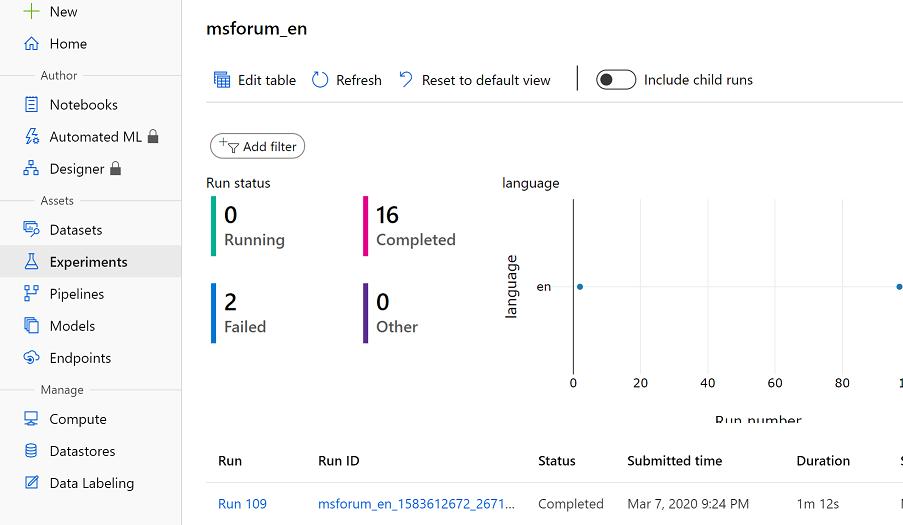 New
Home
Author
Notebooks
Automated ML
Designer
Assets
Datasets
Experiments
Pipelines
Models
Endpoints
Manage
Compute
Datastores
Data Labeling
msforum_en
Edit table Refresh Reset to default view Include child runs
Add filter
Run status
0 16
Running Completed
2 0
Failed Other
language
language
en
0 20 40 60 80
Run number
Run Run ID Status Submitted time Duration
Run 109 msforum_en_1583612672_2671... Completed Mar 7, 2020 9:24 PM 1m 12s